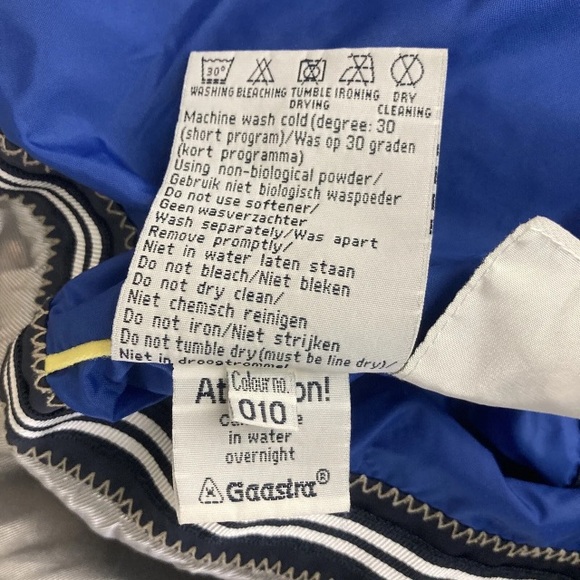 30°
WASHING BLEACHING TUMBLE IRONING DRY
DRYING CLEANING
Machine wash cold (degree: 30
(short program)/Was op 30 graden
(kort programma)
Using non-biological powder/
Gebruik niet biologisch waspoeder
Do not use softener/
Geen wasverzachter
Wash separately/Was apart
Remove promptly/
Niet in water laten staan
Do not bleach/Niet bleken
Do not dry clean/
Niet chemsch reinigen
Do not iron/Niet strijken
Do not tumble dry(must be line dry)/
Niet in droogtrommel
Colour no.
010
in water
overnight
Gaastra®